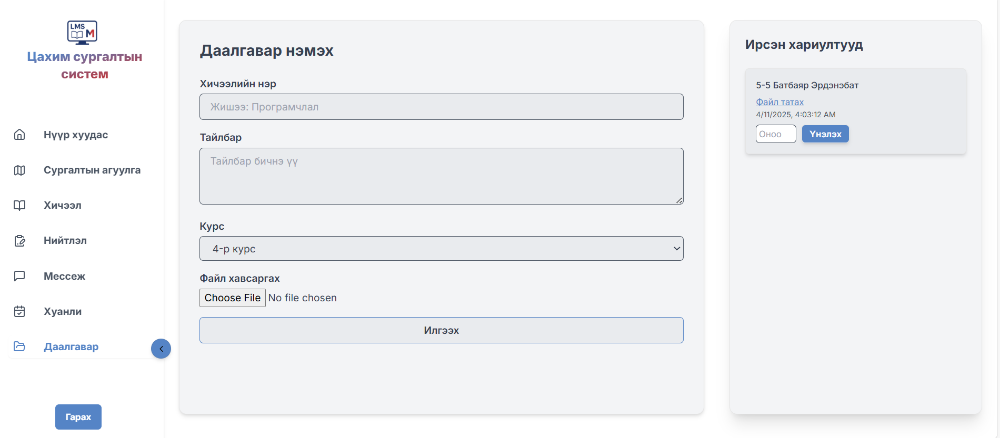 LMS
M
Цахим сургалтын
систем
Нүүр хуудас
Сургалтын агуулга
Хичээл
Нийтлэл
Мессеж
Хуанли
Даалгавар
Гарах
Даалгавар нэмэх
Хичээлийн нэр
Жишээ: Програмчлал
Тайлбар
Тайлбар бичнэ үү
Курс
4-р курс
Файл хавсаргах
Choose File No file chosen
Илгээх
Ирсэн хариултууд
5-5 Батбаяр Эрдэнэбат
Файл татах
4/11/2025, 4:03:12 AM
Оноо Үнэлэх